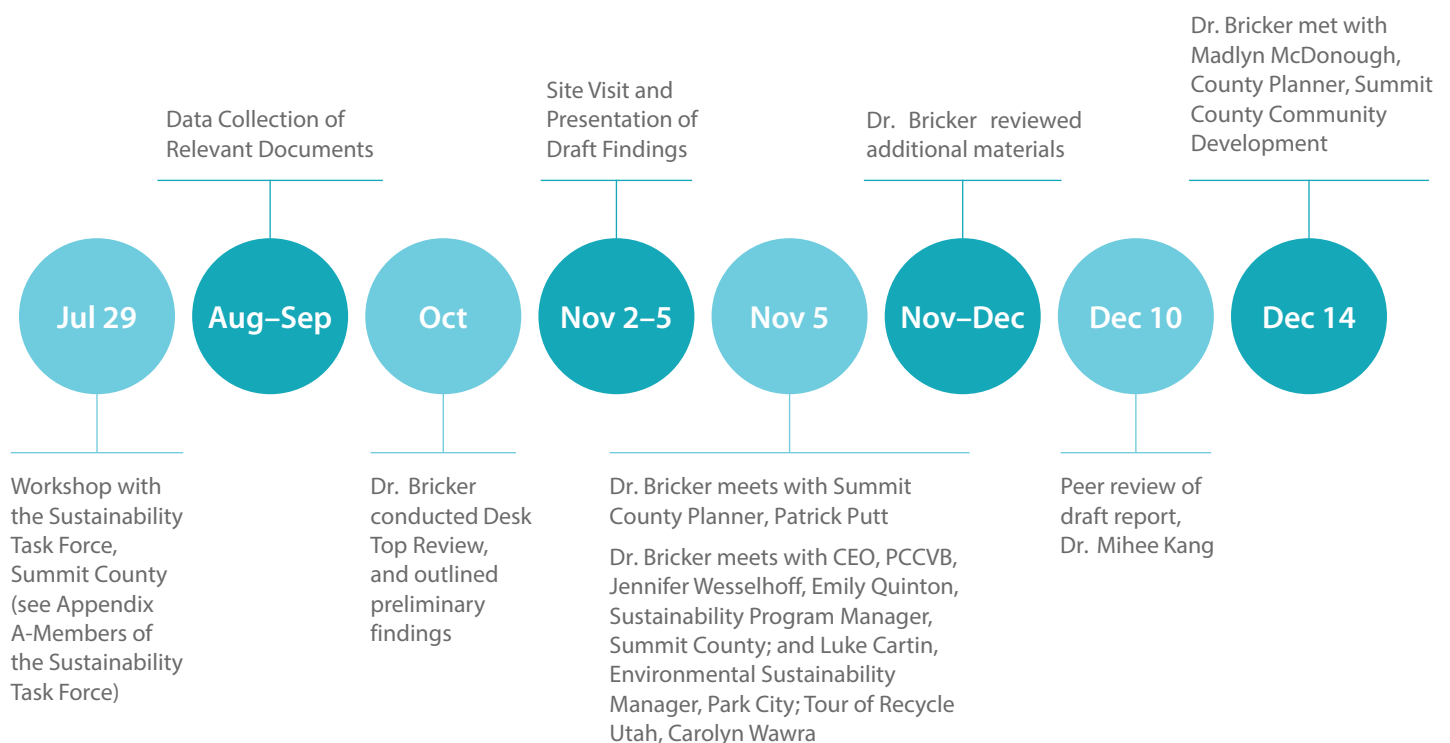 Dr. Bricker met with
Madlyn McDonough,
County Planner, Summit
County Community
Development
Site Visit and
Presentation of
Draft Findings
Data Collection of
Relevant Documents
Dr. Bricker reviewed
additional materials
Jul 29
Aug–Sep
Oct
Nov 2–5
Nov 5
Nov–Dec
Dec 10
Dec 14
Workshop with
the Sustainability
Task Force,
Summit County
(see Appendix
A-Members of
the Sustainability
Task Force)
Dr. Bricker
conducted Desk
Top Review,
and outlined
preliminary
findings
Dr. Bricker meets with Summit
County Planner, Patrick Putt
Dr. Bricker meets with CEO, PCCVB,
Jennifer Wesselhoff, Emily Quinton,
Sustainability Program Manager,
Summit County; and Luke Cartin,
Environmental Sustainability
Manager, Park City; Tour of Recycle
Utah, Carolyn Wawra
Peer review of
draft report,
Dr. Mihee Kang